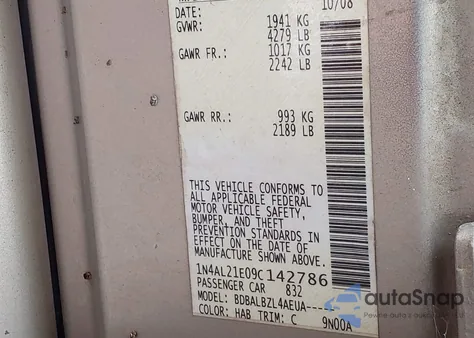 DATE: 10/08
GVWR: 1941 KG
4279 LB
GAWR FR.: 1017 KG
2242 LB
GAWR RR.: 993 KG
2189 LB
THIS VEHICLE CONFORMS TO
ALL APPLICABLE FEDERAL
MOTOR VEHICLE SAFETY,
BUMPER, AND THEFT
PREVENTION STANDARDS IN
EFFECT ON THE DATE OF
MANUFACTURE SHOWN ABOVE.
1N4AL21E09C142786
PASSENGER CAR 832
MODEL: BDBALBZL4AEUA----
COLOR: HAB TRIM: C 9N00A
autaSnap